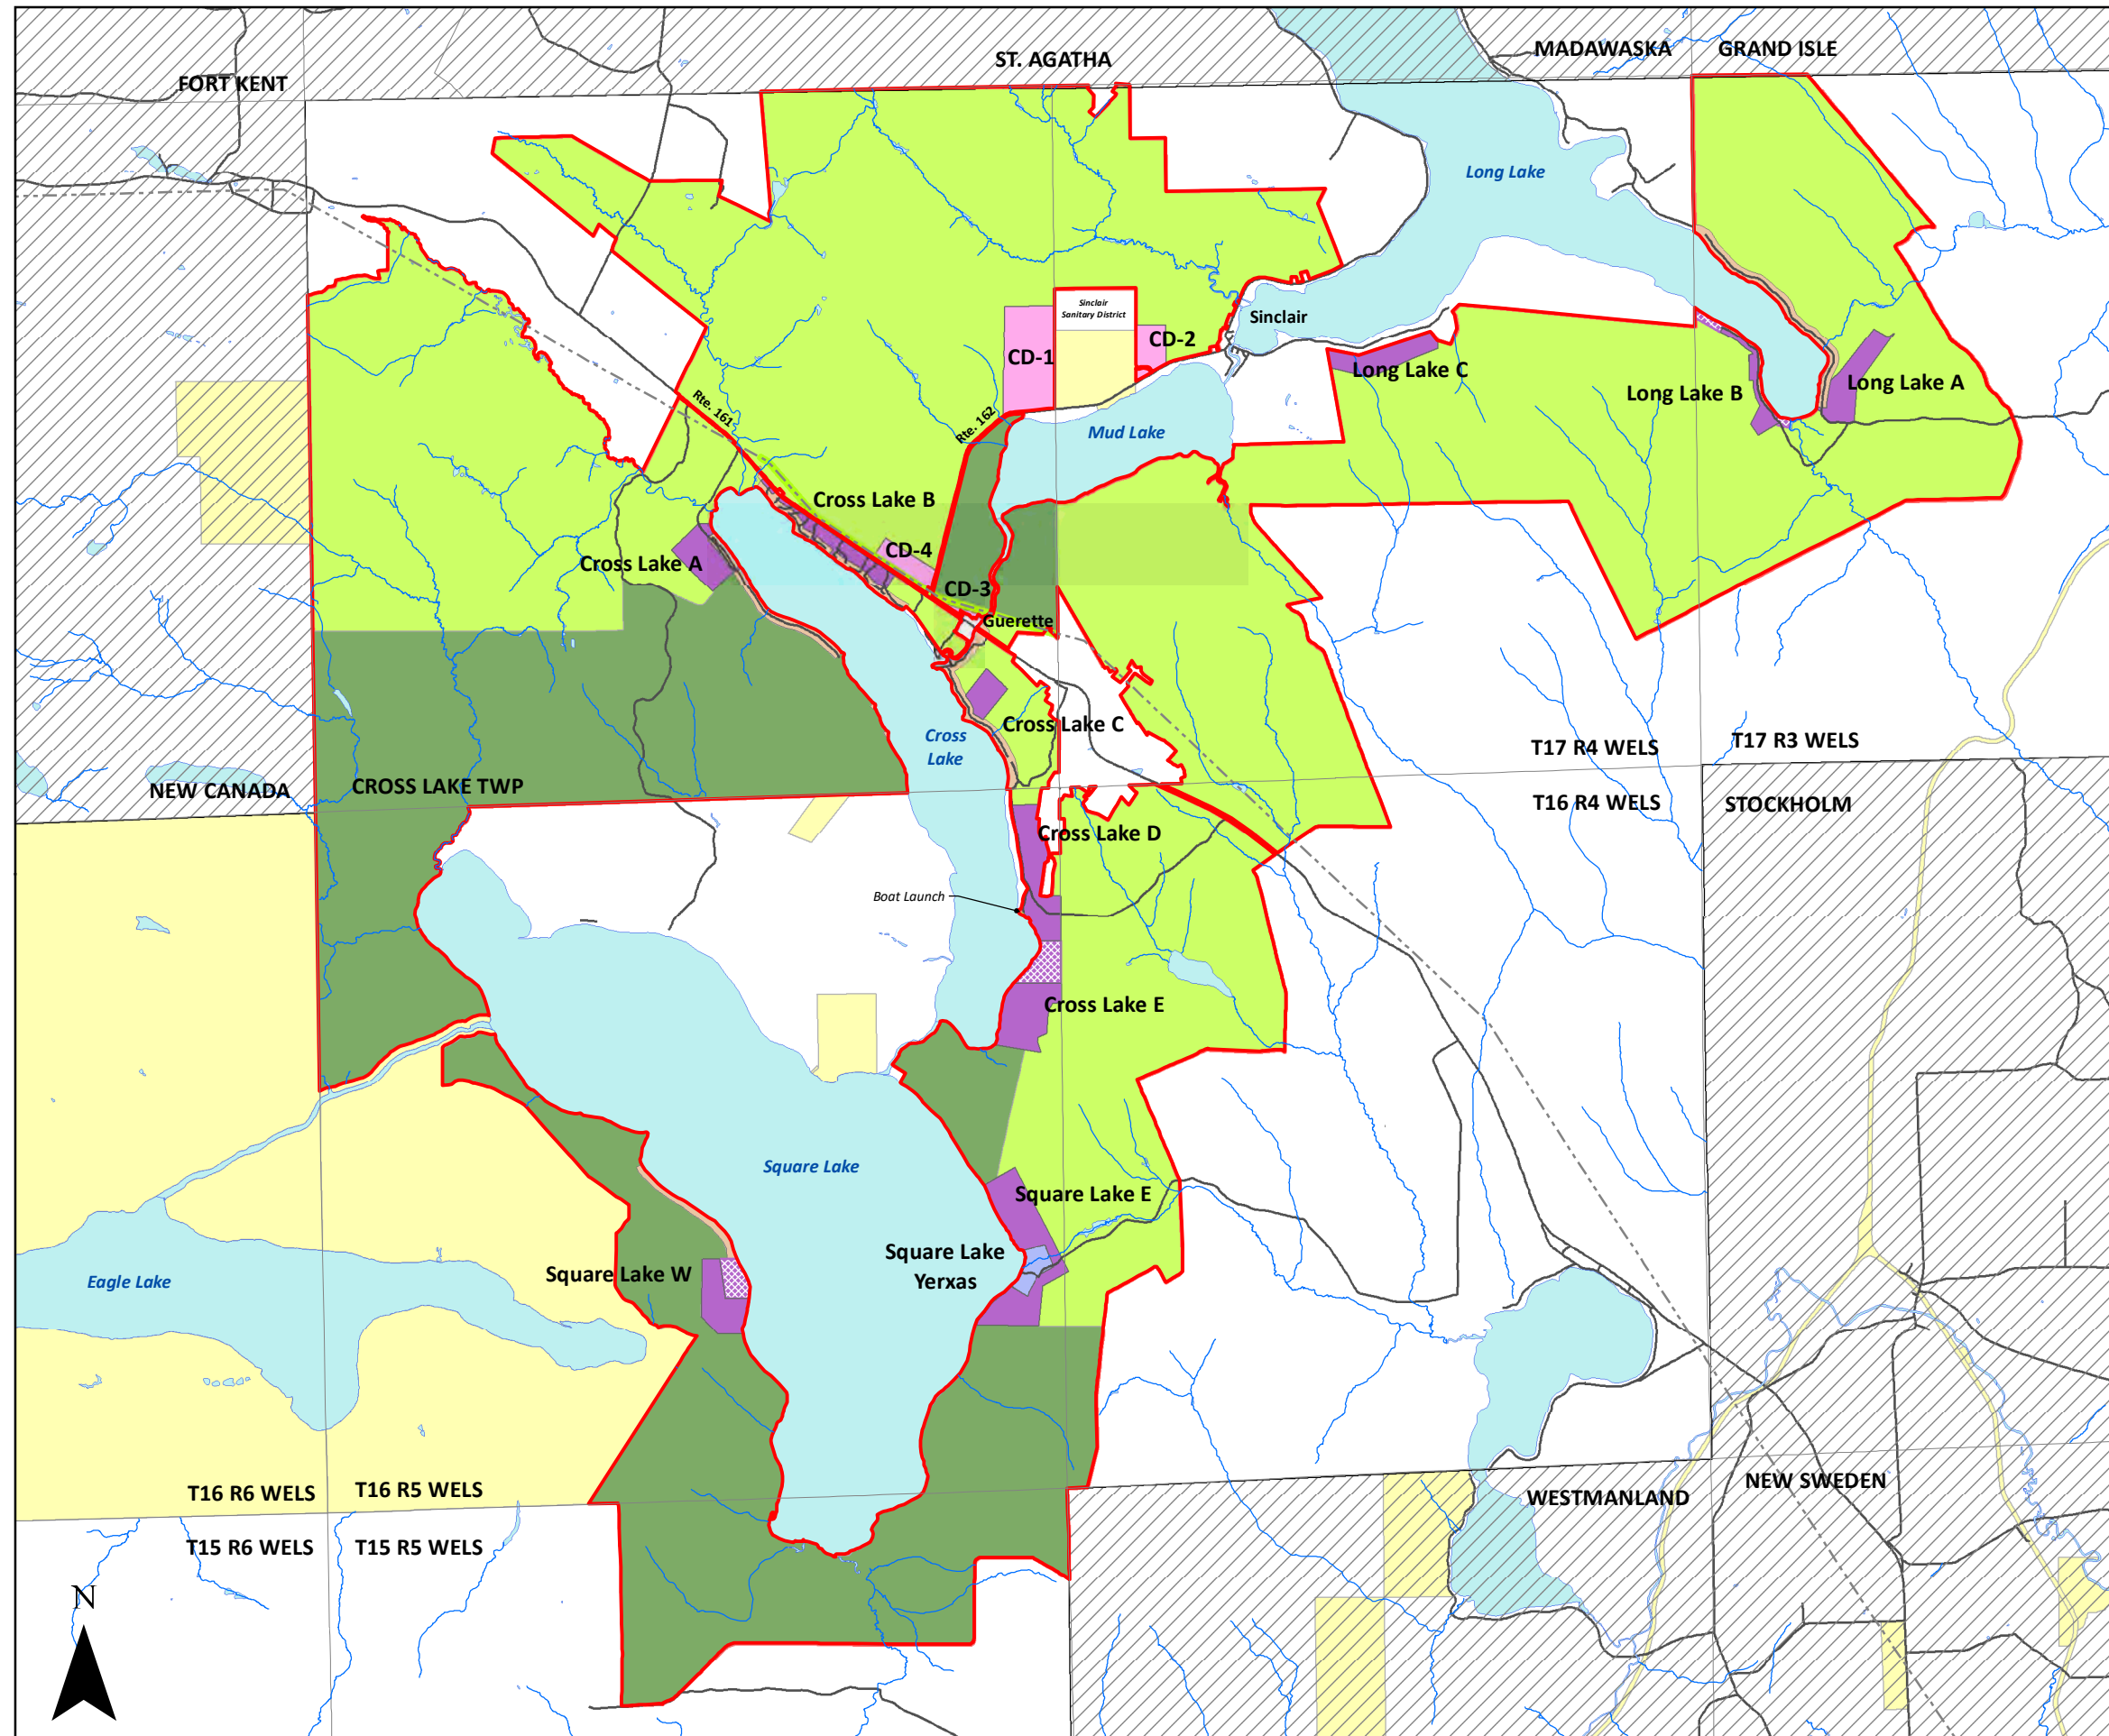 ST. AGATHA
MADAWASKA
GRAND ISLE
FORT KENT
Long Lake
Sinclair
Sanitary District
Sinclair
CD-2
CD-1
Long Lake C
Long Lake B
Long Lake A
Rte. 161
Rte. 162
Mud Lake
Cross Lake B
CD-4
Cross Lake A
CD-3
Guerette
Cross Lake C
Cross
Lake
T17 R4 WELS
T17 R3 WELS
NEW CANADA
CROSS LAKE TWP
T16 R4 WELS
STOCKHOLM
Cross Lake D
Boat Launch
Cross Lake E
Square Lake
Square Lake E
Square Lake
Yerxas
Square Lake W
Eagle Lake
T16 R6 WELS
T16 R5 WELS
NEW SWEDEN
WESTMANLAND
T15 R6 WELS
T15 R5 WELS
N